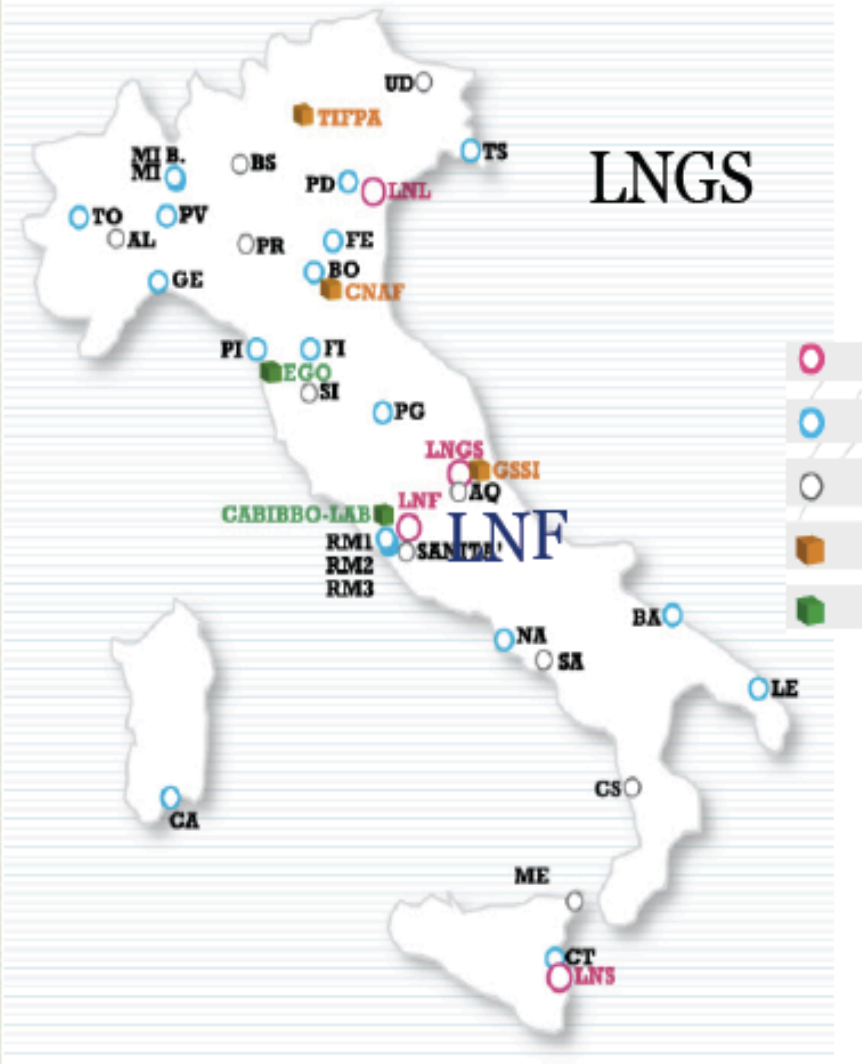 UD
TIFPA
MI B.
MI
BS
TS
LNGS
PD
LNL
TO
PV
AL
PR
FE
BO
GE
CNAF
PI
FI
EGO
SI
PG
LNGS
GSSI
AQ
LNF
CABIBBO-LAB
LNF
RM1
SANITA'
RM2
RM3
BA
NA
SA
LE
CS
CA
ME
CT
LNS